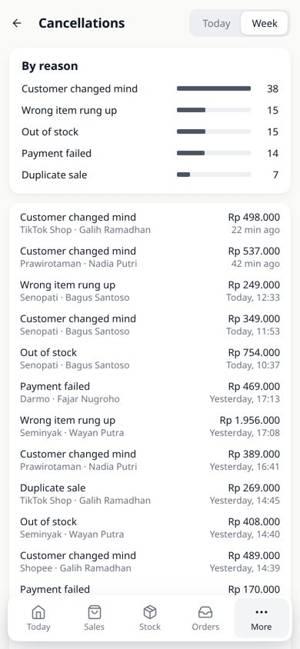 ← Cancellations Today Week
By reason
Customer changed mind 38
Wrong item rung up 15
Out of stock 15
Payment failed 14
Duplicate sale 7
Customer changed mind Rp 498.000
TikTok Shop · Galih Ramadhan 22 min ago
Customer changed mind Rp 537.000
Prawirotaman · Nadia Putri 42 min ago
Wrong item rung up Rp 249.000
Senopati · Bagus Santoso Today, 12:33
Customer changed mind Rp 349.000
Senopati · Bagus Santoso Today, 11:53
Out of stock Rp 754.000
Senopati · Bagus Santoso Today, 10:37
Payment failed Rp 469.000
Darmo · Fajar Nugroho Yesterday, 17:13
Wrong item rung up Rp 1.956.000
Seminyak · Wayan Putra Yesterday, 17:08
Customer changed mind Rp 389.000
Prawirotaman · Nadia Putri Yesterday, 16:41
Duplicate sale Rp 269.000
TikTok Shop · Galih Ramadhan Yesterday, 14:45
Out of stock Rp 408.000
Seminyak · Wayan Putra Yesterday, 14:40
Customer changed mind Rp 489.000
Shopee · Galih Ramadhan Yesterday, 14:39
Payment failed Rp 170.000
Today Sales Stock Orders More